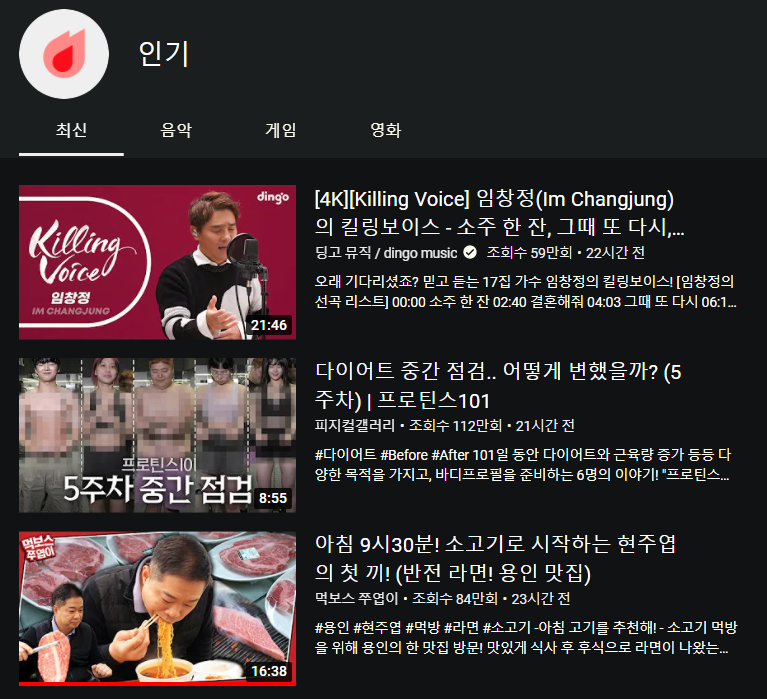 인기
최신 음악 게임 영화
dingo
Killing
Voice
임창정
IM CHANGJUNG
21:46
[4K][Killing Voice] 임창정(Im Changjung)
의 킬링보이스 - 소주 한 잔, 그때 또 다시,...
딩고 뮤직 / dingo music • 조회수 59만회 • 22시간 전
오래 기다리셨죠? 믿고 듣는 17집 가수 임창정의 킬링보이스! [임창정의
선곡 리스트] 00:00 소주 한 잔 02:40 결혼해줘 04:03 그때 또 다시 06:1...
프로틴스101
5주차 중간 점검
8:55
다이어트 중간 점검.. 어떻게 변했을까? (5
주차) | 프로틴스101
피지컬갤러리 • 조회수 112만회 • 21시간 전
#다이어트 #Before #After 101일 동안 다이어트와 근육량 증가 등등 다
양한 목적을 가지고, 바디프로필을 준비하는 6명의 이야기! "프로틴스...
먹보스
쭈엽이
16:38
아침 9시30분! 소고기로 시작하는 현주엽
의 첫 끼! (반전 라면! 용인 맛집)
먹보스 쭈엽이 • 조회수 84만회 • 23시간 전
#용인 #현주엽 #먹방 #라면 #소고기 -아침 고기를 추천해! - 소고기 먹방
을 위해 용인의 한 맛집 방문! 맛있게 식사 후 후식으로 라면이 나왔는...